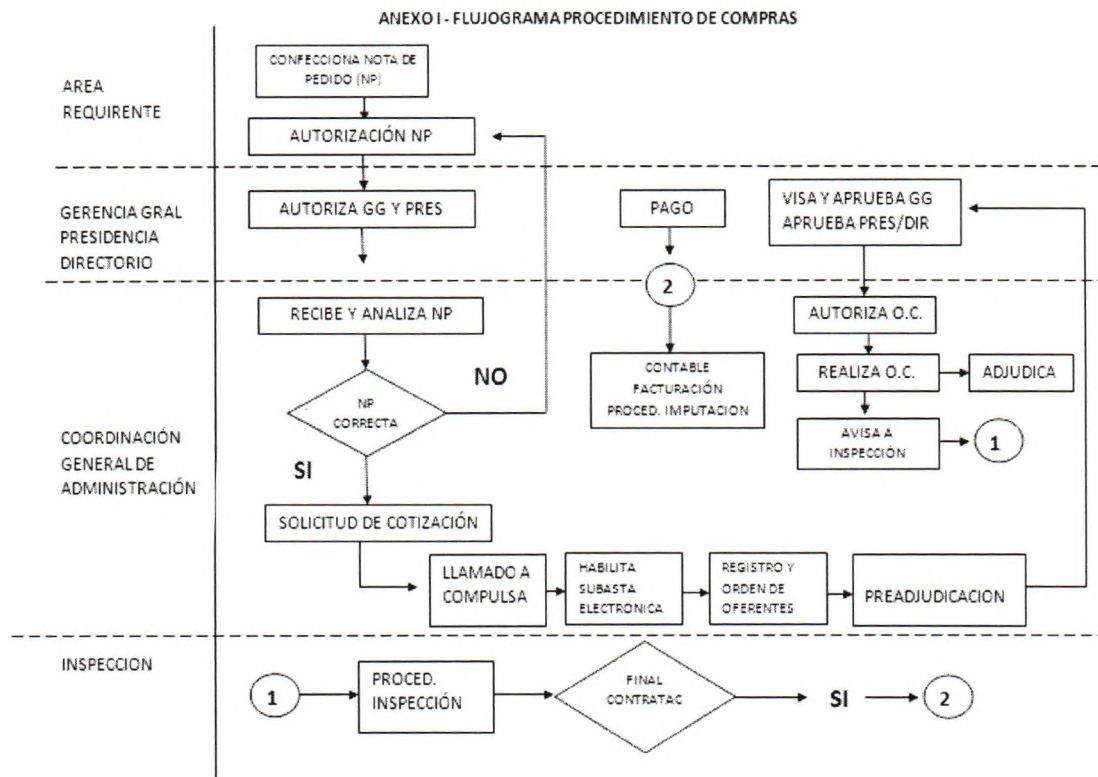 ANEXO I - FLUJOGRAMA PROCEDIMIENTO DE COMPRAS
AREA
REQUIRENTE
CONFECCIONA NOTA DE
PEDIDO (NP)
AUTORIZACIÓN NP
GERENCIA GRAL
PRESIDENCIA
DIRECTORIO
AUTORIZA GG Y PRES
PAGO
VISA Y APRUEBA GG
APRUEBA PRES/DIR
2
COORDINACIÓN
GENERAL DE
ADMINISTRACIÓN
RECIBE Y ANALIZA NP
NP
CORRECTA
NO
SI
CONTABLE
FACTURACIÓN
PROCED. IMPUTACION
AUTORIZA O.C.
REALIZA O.C.
ADJUDICA
AVISA A
INSPECCIÓN
1
SOLICITUD DE COTIZACIÓN
LLAMADO A
COMPULSA
HABILITA
SUBASTA
ELECTRONICA
REGISTRO Y
ORDEN DE
OFERENTES
PREADJUDICACION
INSPECCION
1
PROCED.
INSPECCIÓN
FINAL
CONTRATAC
SI
2